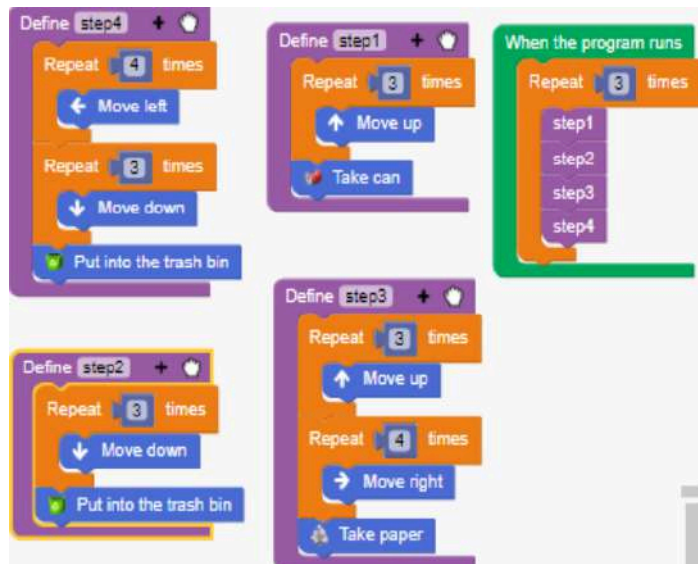 Define step4 +
Repeat 4 times
Move left
Repeat 3 times
Move down
Put into the trash bin
Define step1 +
Repeat 3 times
Move up
Take can
When the program runs
Repeat 3 times
step1
step2
step3
step4
Define step2 +
Repeat 3 times
Move down
Put into the trash bin
Define step3 +
Repeat 3 times
Move up
Repeat 4 times
Move right
Take paper